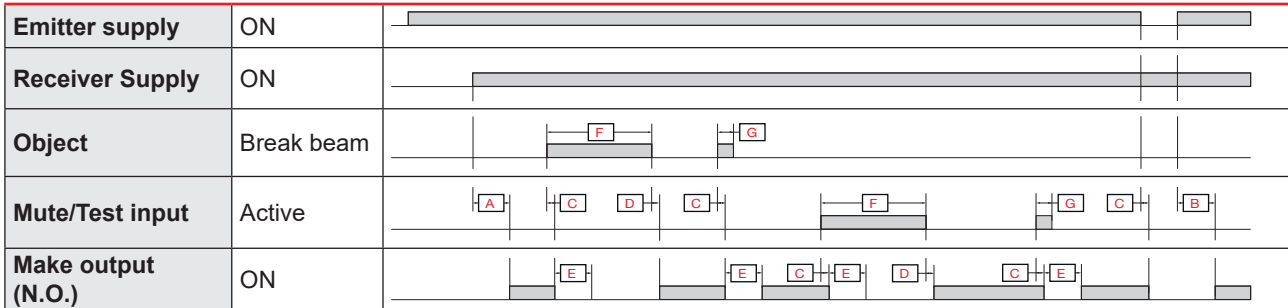 Emitter supply ON
Receiver Supply ON
Object Break beam F G
Mute/Test input Active A C D C F G C B
Make output
(N.O.) ON E E C E D C E